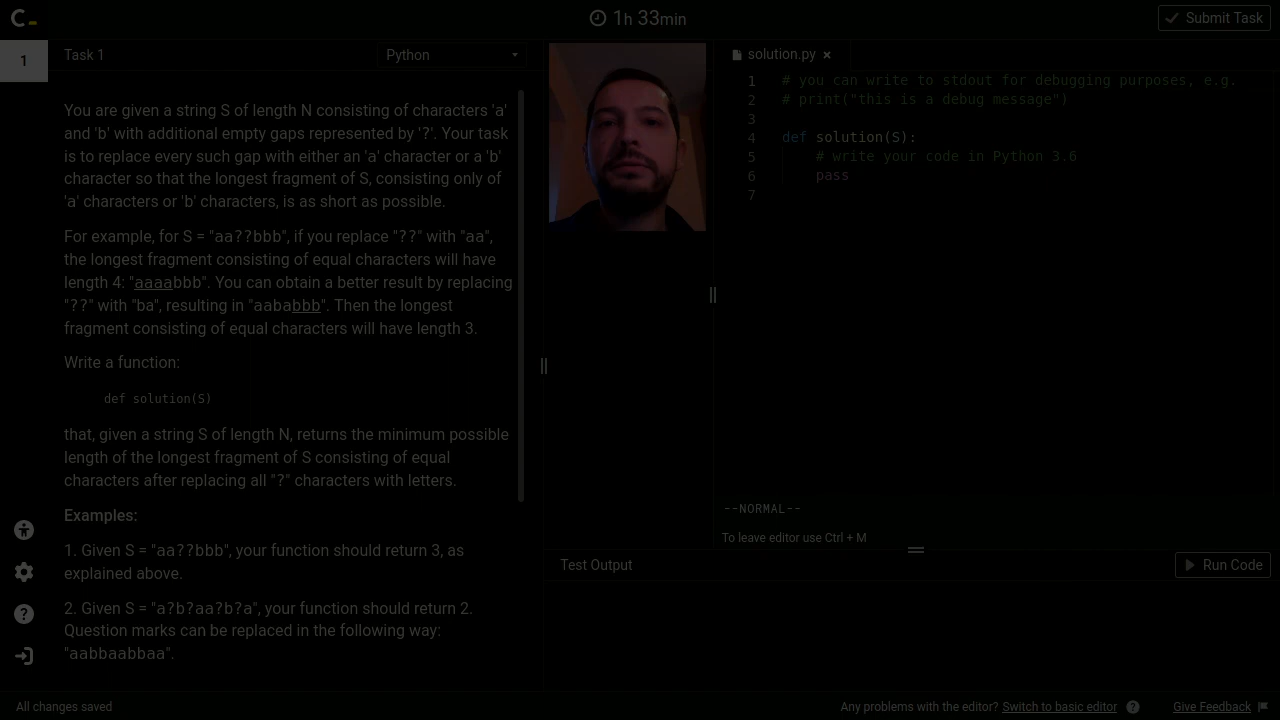 C_
1h 33min
Submit Task
1
Task 1
Python
solution.py ×
You are given a string S of length N consisting of characters 'a'
and 'b' with additional empty gaps represented by '?'. Your task
is to replace every such gap with either an 'a' character or a 'b'
character so that the longest fragment of S, consisting only of
'a' characters or 'b' characters, is as short as possible.
For example, for S = "aa??bbb", if you replace "??" with "aa",
the longest fragment consisting of equal characters will have
length 4: "aaaabbb". You can obtain a better result by replacing
"??" with "ba", resulting in "aababbb". Then the longest
fragment consisting of equal characters will have length 3.
Write a function:
def solution(S)
that, given a string S of length N, returns the minimum possible
length of the longest fragment of S consisting of equal
characters after replacing all "?" characters with letters.
Examples:
1. Given S = "aa??bbb", your function should return 3, as
explained above.
2. Given S = "a?b?aa?b?a", your function should return 2.
Question marks can be replaced in the following way:
"aabbaabbaa".
1 # you can write to stdout for debugging purposes, e.g.
2 # print("this is a debug message")
3
4 def solution(S):
5 # write your code in Python 3.6
6 pass
7
--NORMAL--
To leave editor use Ctrl + M
Test Output
Run Code
All changes saved
Any problems with the editor? Switch to basic editor ?
Give Feedback